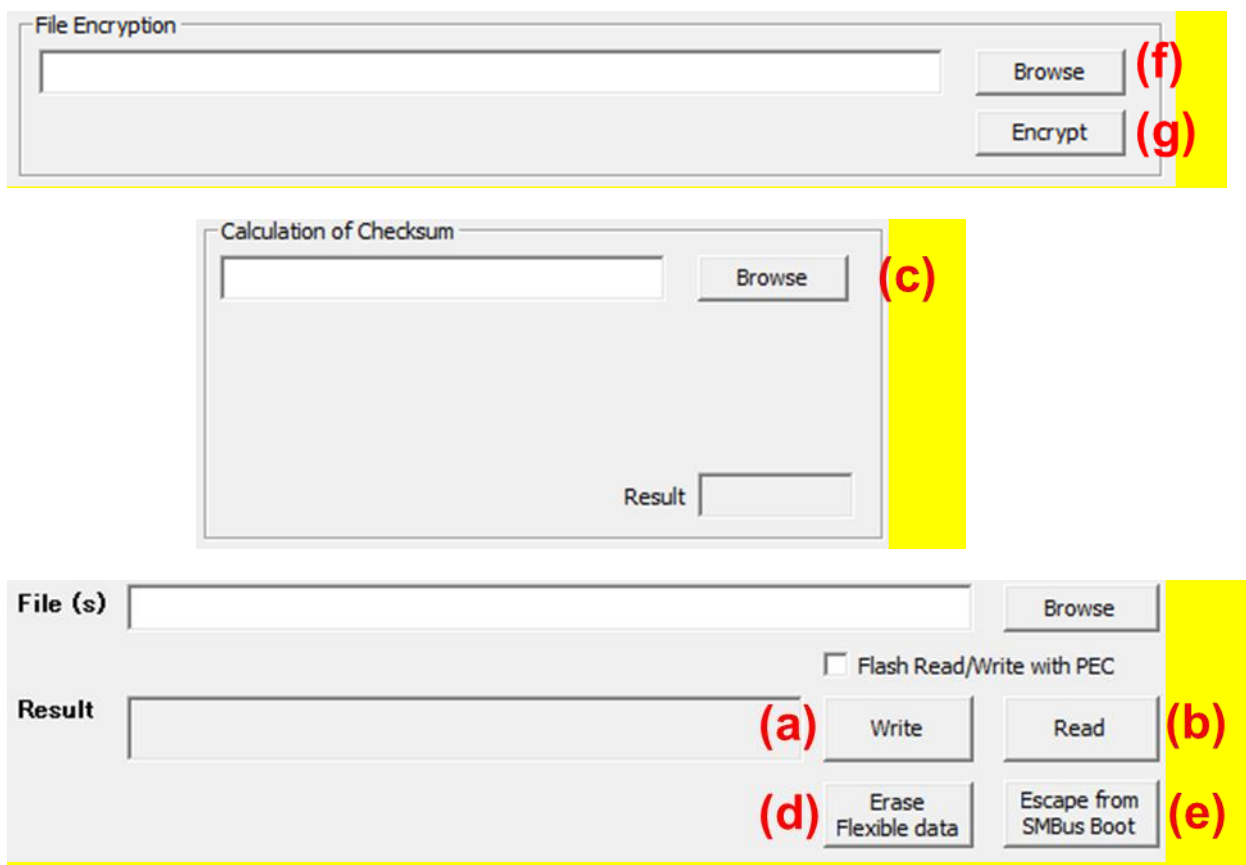 File Encryption
Browse (f)
Encrypt (g)
Calculation of Checksum
Browse (c)
Result
File (s) Browse
Flash Read/Write with PEC
Result (a) Write Read (b)
(d) Erase Flexible data Escape from SMBus Boot (e)